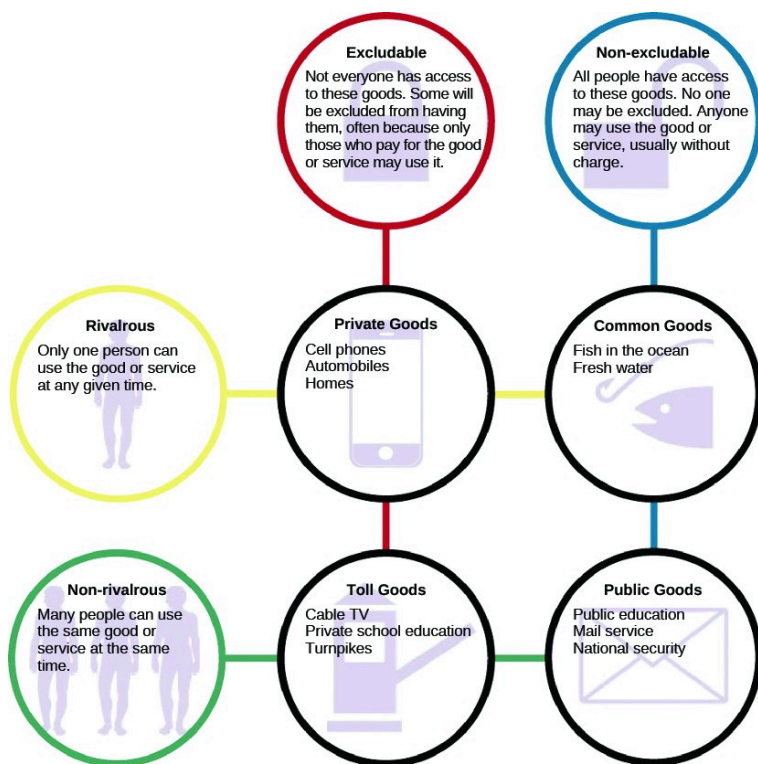 Excludable
Not everyone has access
to these goods. Some will
be excluded from having
them, often because only
those who pay for the good
or service may use it.
Non-excludable
All people have access
to these goods. No one
may be excluded. Anyone
may use the good or
service, usually without
charge.
Rivalrous
Only one person can
use the good or service
at any given time.
Private Goods
Cell phones
Automobiles
Homes
Common Goods
Fish in the ocean
Fresh water
Non-rivalrous
Many people can use
the same good or
service at the same
time.
Toll Goods
Cable TV
Private school education
Turnpikes
Public Goods
Public education
Mail service
National security